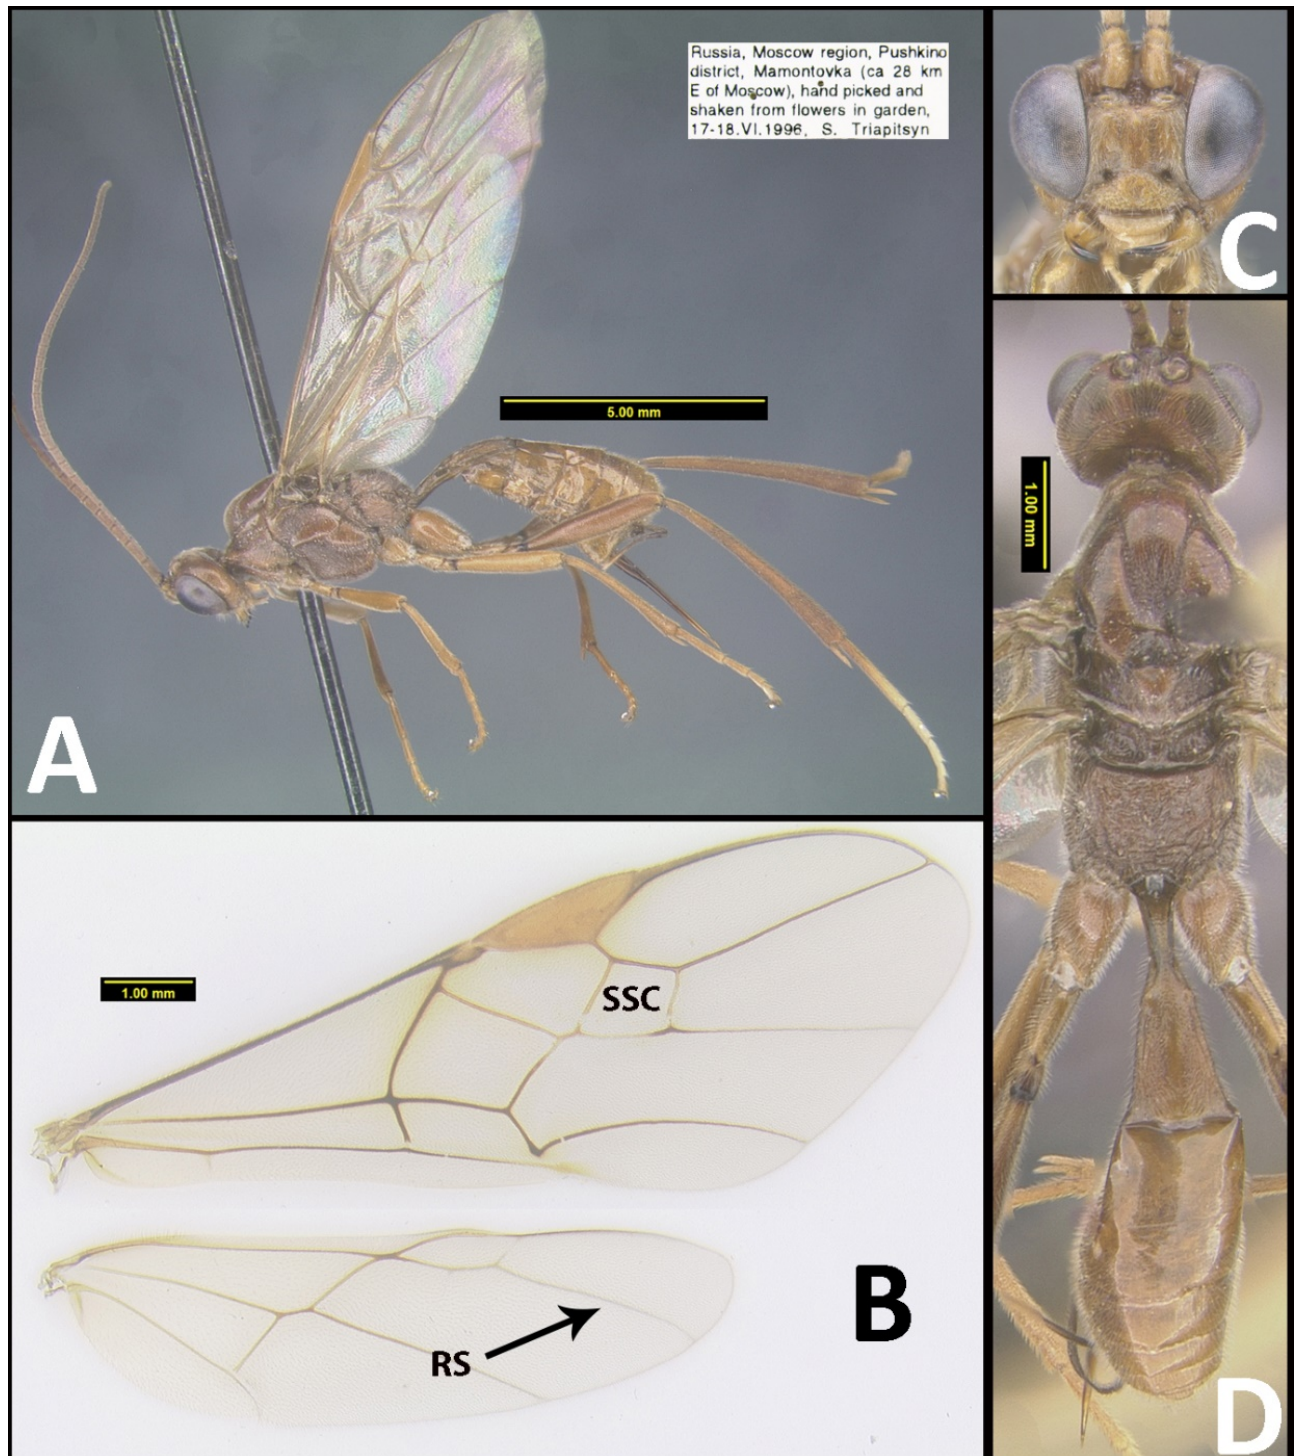 Russia, Moscow region, Pushkino
district, Mamontovka (ca 28 km
E of Moscow), hand picked and
shaken from flowers in garden,
17-18.VI.1996, S. Triapitsyn
5.00 mm
A
C
1.00 mm
D
1.00 mm
SSC
RS
B